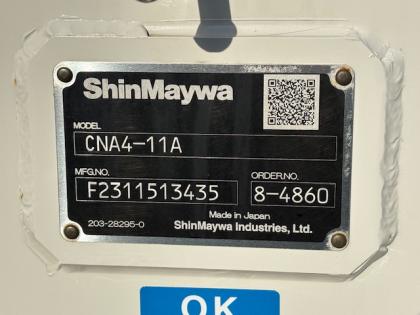 ShinMaywa
MODEL
CNA4-11A
MFG.NO. ORDER.NO.
F2311513435 8-4860
203-28295-0 Made in Japan
ShinMaywa Industries, Ltd.
OK